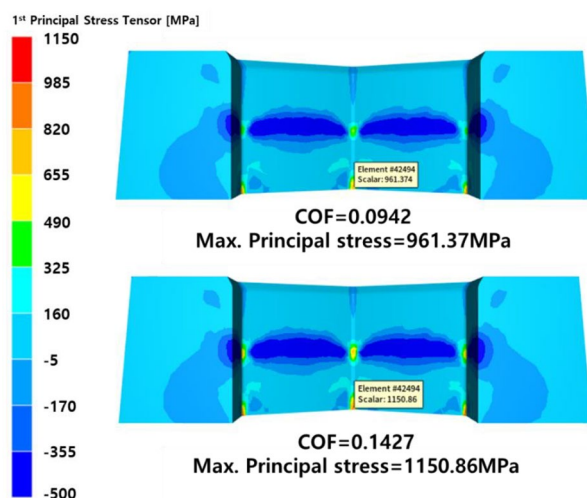 1st Principal Stress Tensor [MPa]
1150
985
820
655
490
325
160
-5
-170
-355
-500
Element #42494
Scalar: 961.374
COF=0.0942
Max. Principal stress=961.37MPa
Element #42494
Scalar: 1150.86
COF=0.1427
Max. Principal stress=1150.86MPa